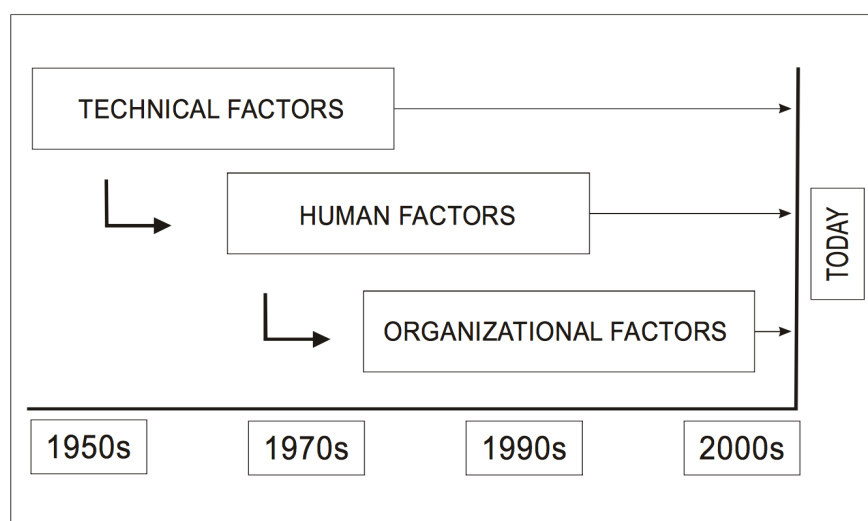 TECHNICAL FACTORS
HUMAN FACTORS
ORGANIZATIONAL FACTORS
TODAY
1950s
1970s
1990s
2000s